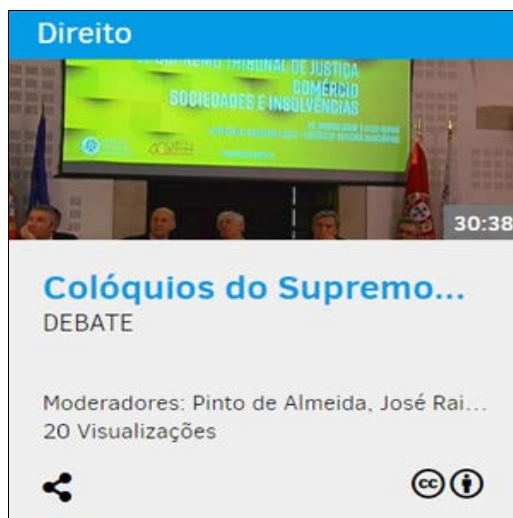 Direito
SUPREMO TRIBUNAL DE JUSTIÇA
COMÉRCIO
SOCIEDADES E INSOLVÊNCIAS
30:38
Colóquios do Supremo...
DEBATE
Moderadores: Pinto de Almeida, José Rai...
20 Visualizações
cc